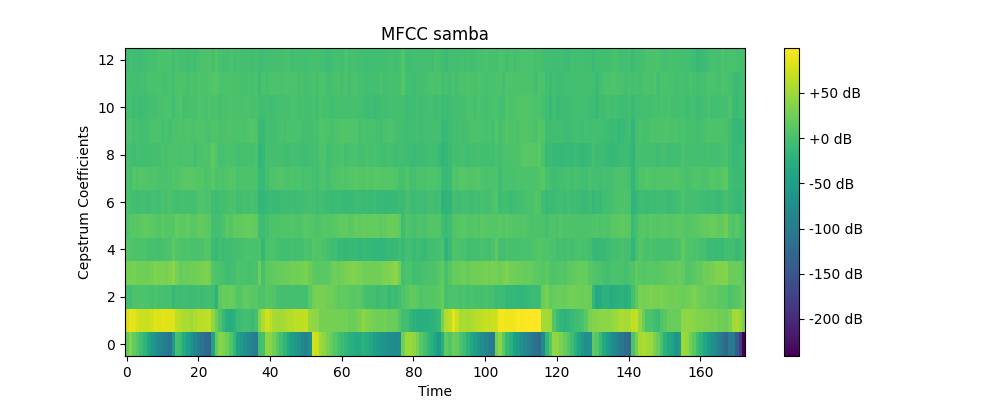 MFCC samba
Cepstrum Coefficients
12
10
8
6
4
2
0
0 20 40 60 80 100 120 140 160
Time
+50 dB
+0 dB
-50 dB
-100 dB
-150 dB
-200 dB